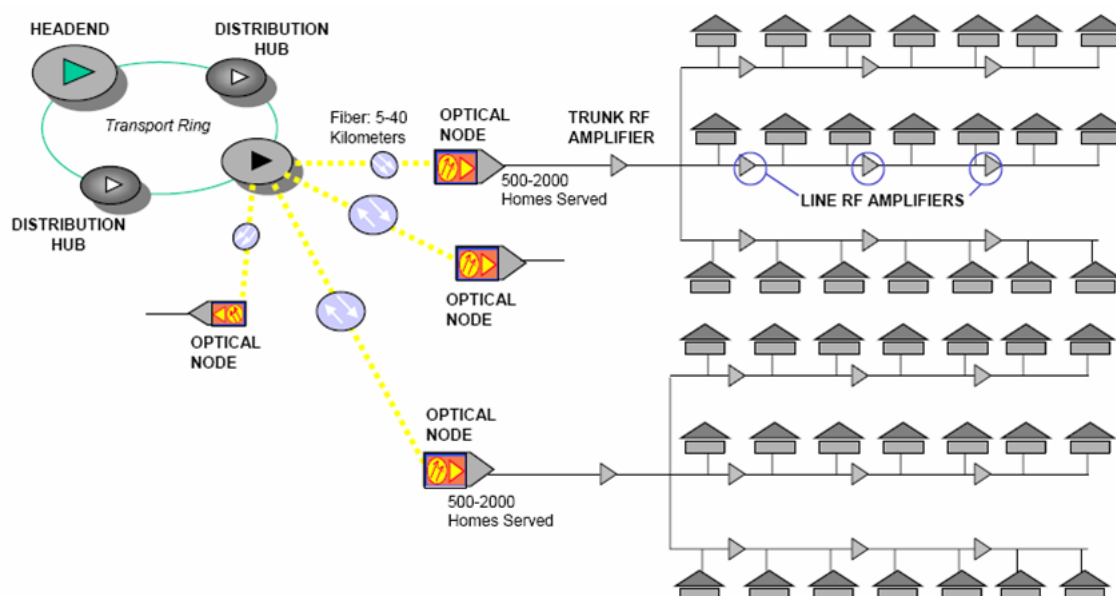 HEADEND
DISTRIBUTION
HUB
Transport Ring
DISTRIBUTION
HUB
Fiber: 5-40
Kilometers
OPTICAL
NODE
500-2000
Homes Served
TRUNK RF
AMPLIFIER
LINE RF AMPLIFIERS
OPTICAL
NODE
OPTICAL
NODE
OPTICAL
NODE
500-2000
Homes Served